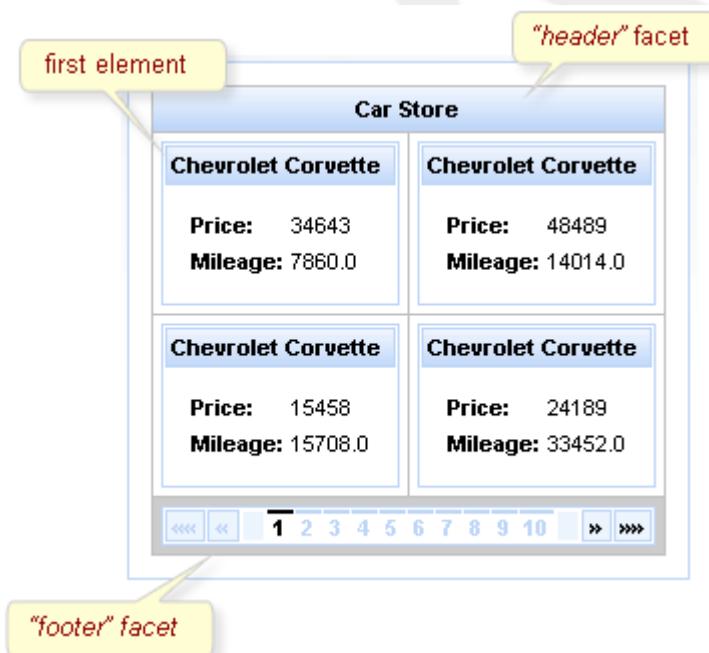 "header" facet
first element
Car Store
Chevrolet Corvette
Price: 34643
Mileage: 7860.0
Chevrolet Corvette
Price: 48489
Mileage: 14014.0
Chevrolet Corvette
Price: 15458
Mileage: 15708.0
Chevrolet Corvette
Price: 24189
Mileage: 33452.0
«« « 1 2 3 4 5 6 7 8 9 10 » »»
"footer" facet